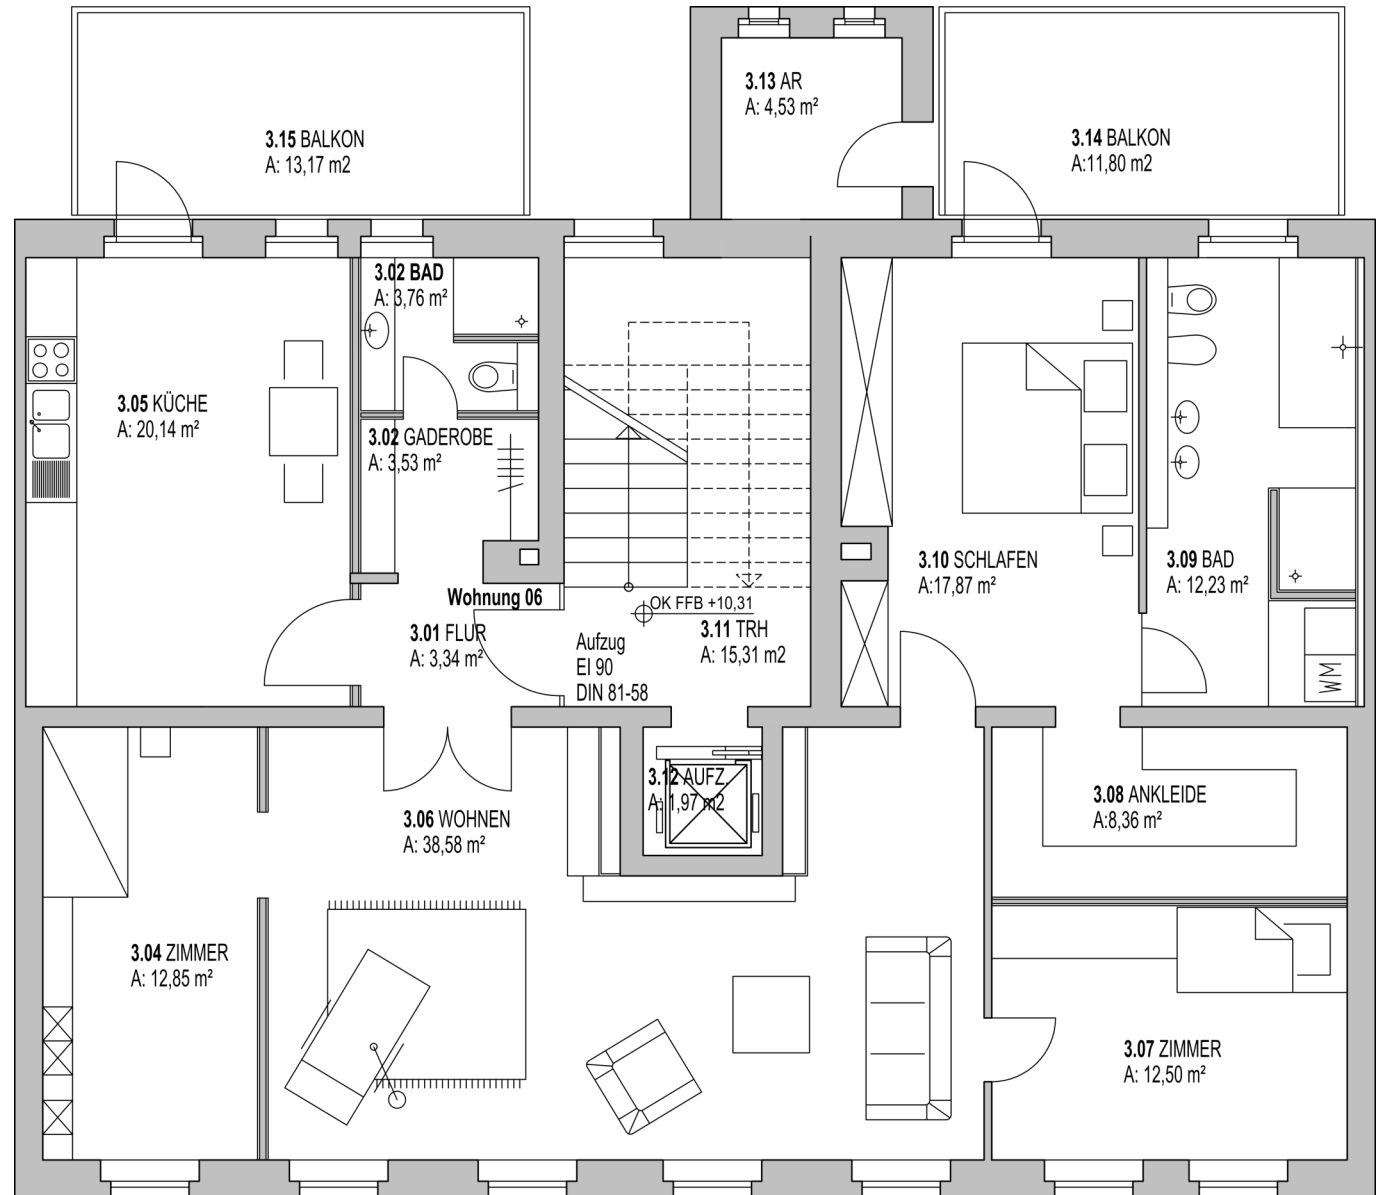 3.13 AR
A: 4,53 m²
3.15 BALKON
A: 13,17 m2
3.14 BALKON
A:11,80 m2
3.02 BAD
A: 3,76 m²
3.05 KÜCHE
A: 20,14 m²
3.02 GADEROBE
A: 3,53 m²
3.10 SCHLAFEN
A:17,87 m²
3.09 BAD
A: 12,23 m²
Wohnung 06
OK FFB +10,31
3.01 FLUR
A: 3,34 m²
Aufzug
EI 90
DIN 81-58
3.11 TRH
A: 15,31 m2
WM
3.12 AUFZ.
A: 1,97 m2
3.06 WOHNEN
A: 38,58 m²
3.08 ANKLEIDE
A:8,36 m²
3.04 ZIMMER
A: 12,85 m²
3.07 ZIMMER
A: 12,50 m²